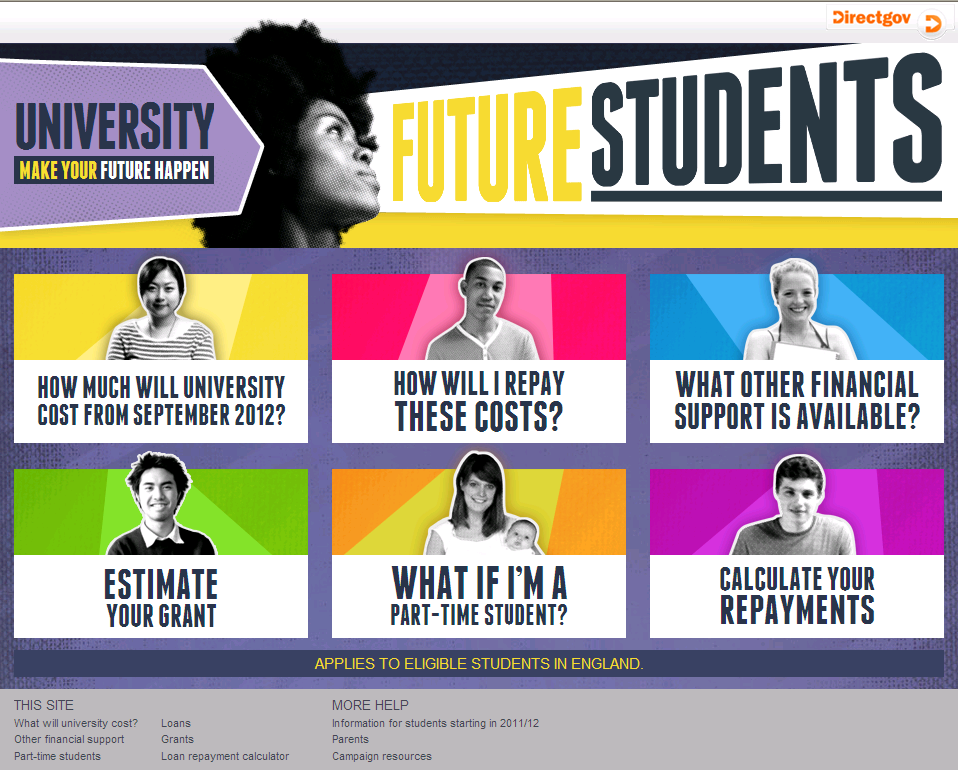 Directgov
UNIVERSITY
MAKE YOUR FUTURE HAPPEN
FUTURE STUDENTS
HOW MUCH WILL UNIVERSITY
COST FROM SEPTEMBER 2012?
HOW WILL I REPAY
THESE COSTS?
WHAT OTHER FINANCIAL
SUPPORT IS AVAILABLE?
ESTIMATE
YOUR GRANT
WHAT IF I'M A
PART-TIME STUDENT?
CALCULATE YOUR
REPAYMENTS
APPLIES TO ELIGIBLE STUDENTS IN ENGLAND.
THIS SITE
What will university cost?
Other financial support
Part-time students
Loans
Grants
Loan repayment calculator
MORE HELP
Information for students starting in 2011/12
Parents
Campaign resources